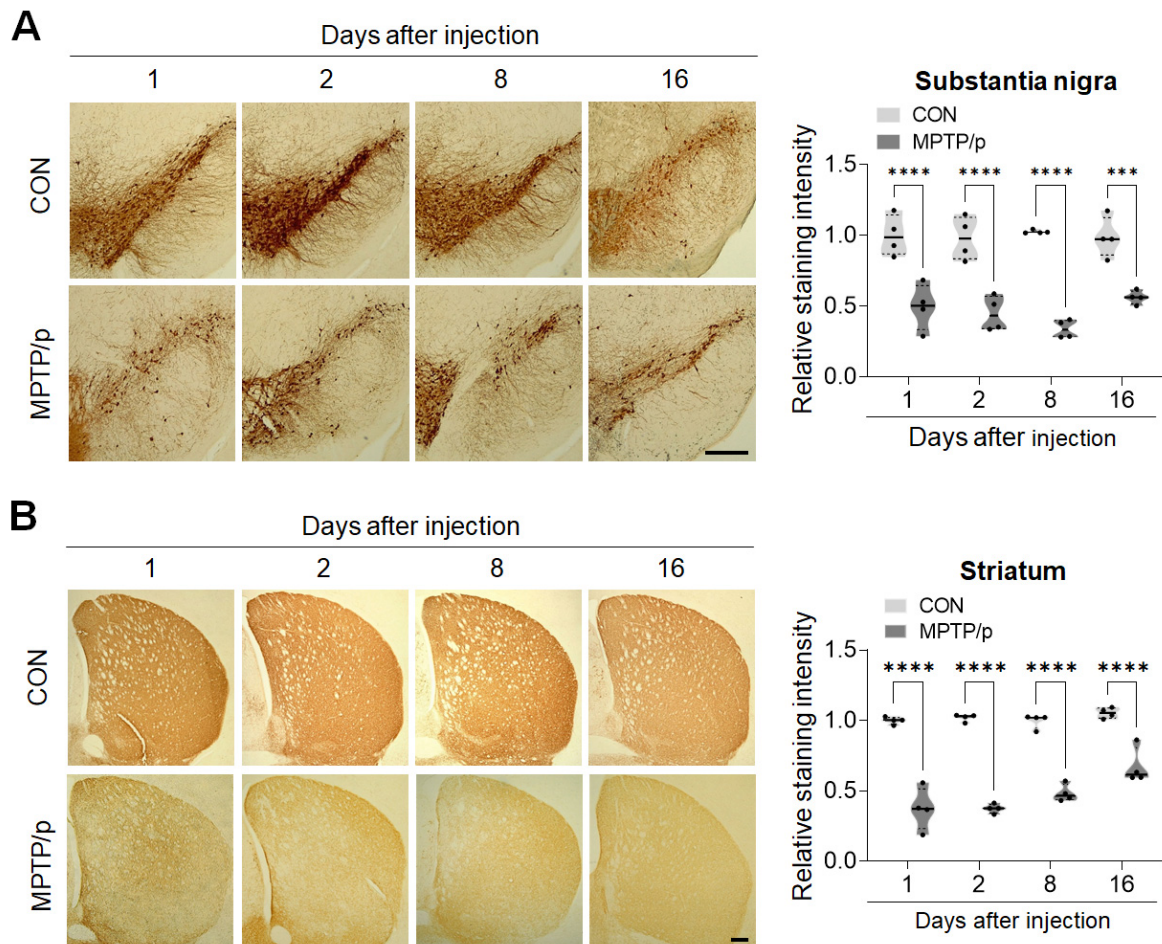 A
Days after injection
1 2 8 16
CON
MPTP/p
Substantia nigra
CON
MPTP/p
Relative staining intensity
1.5
1.0
0.5
0.0
**** **** **** ***
1 2 8 16
Days after injection
B
Days after injection
1 2 8 16
CON
MPTP/p
Striatum
CON
MPTP/p
Relative staining intensity
1.5
1.0
0.5
0.0
**** **** **** ****
1 2 8 16
Days after injection